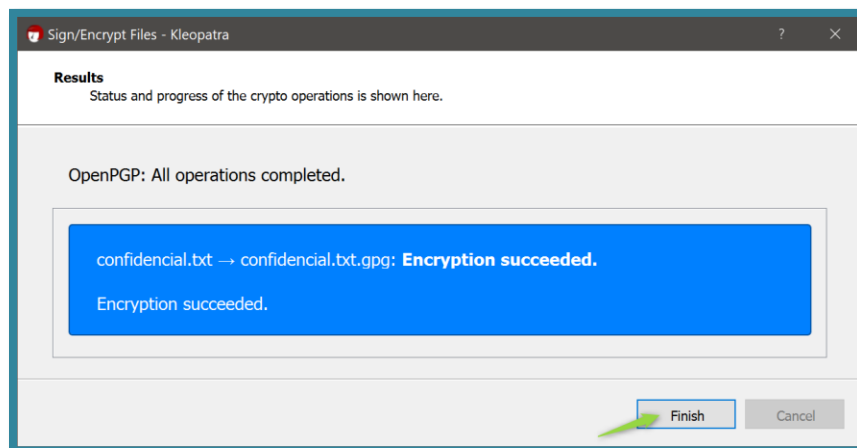 Sign/Encrypt Files - Kleopatra
Results
Status and progress of the crypto operations is shown here.
OpenPGP: All operations completed.
confidencial.txt → confidencial.txt.gpg: Encryption succeeded.
Encryption succeeded.
Finish Cancel